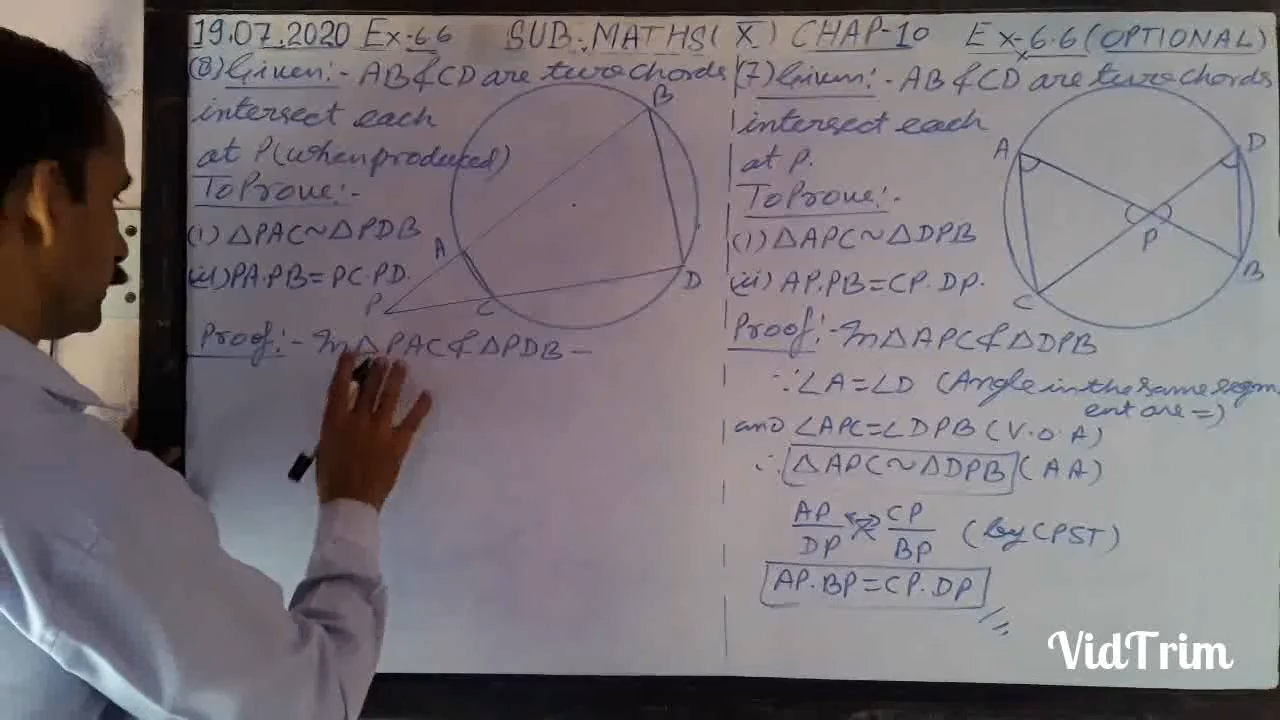 19.07.2020 Ex-6.6 SUB:-MATHS(X) CHAP-10 Ex-6.6(OPTIONAL)
(8) Given:- AB & CD are two chords
intersect each
at P(when produced)
To Prove:-
(i) △PAC~△PDB
(ii) PA.PB=PC.PD.
B
A
P
C
D
Proof:- In △PAC & △PDB -
(7) Given:- AB & CD are two chords
intersect each
at P.
To Prove:-
(i) △APC~△DPB
(ii) AP.PB=CP.DP.
A
D
P
B
C
Proof:- In △APC & △DPB
∵ ∠A=∠D (Angle in the same segm
ent are =)
and ∠APC=∠DPB (V.O.A)
∴ △APC~△DPB (AA)
AP/DP = CP/BP (by CPST)
AP.BP=CP.DP
VidTrim